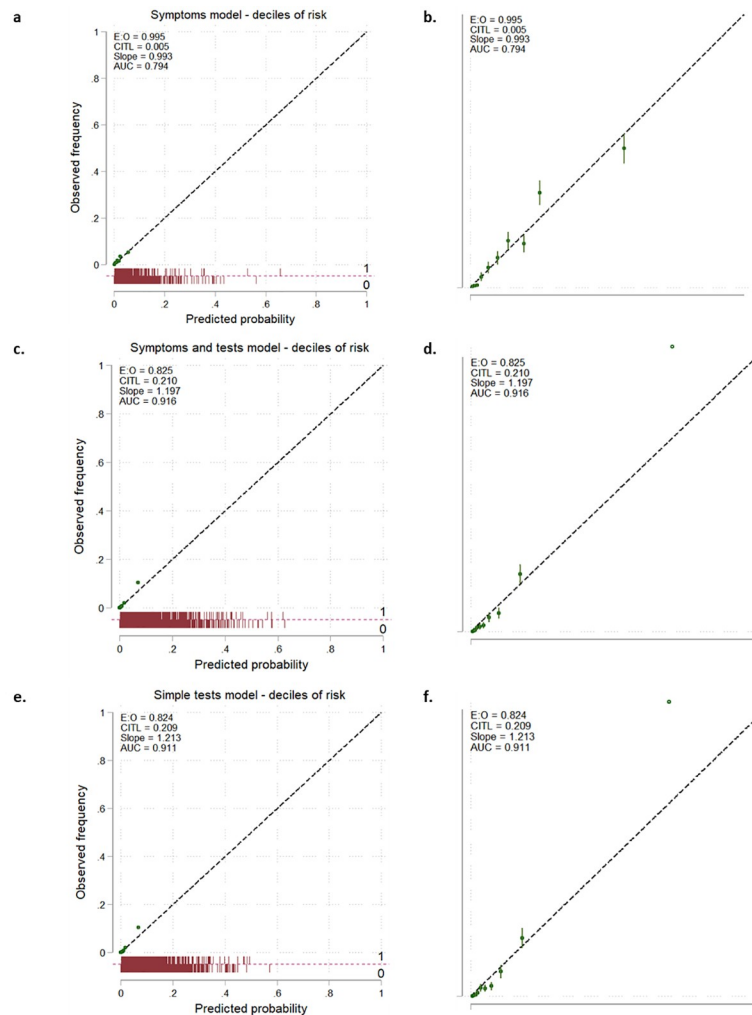 a
Symptoms model - deciles of risk
E:O = 0.995
CITL = 0.005
Slope = 0.993
AUC = 0.794
Observed frequency
1
.8
.6
.4
.2
0
1
0
0
.2
.4
.6
.8
1
Predicted probability
b.
E:O = 0.995
CITL = 0.005
Slope = 0.993
AUC = 0.794
c.
Symptoms and tests model - deciles of risk
E:O = 0.825
CITL = 0.210
Slope = 1.197
AUC = 0.916
Observed frequency
1
.8
.6
.4
.2
0
1
0
0
.2
.4
.6
.8
1
Predicted probability
d.
E:O = 0.825
CITL = 0.210
Slope = 1.197
AUC = 0.916
e.
Simple tests model - deciles of risk
E:O = 0.824
CITL = 0.209
Slope = 1.213
AUC = 0.911
Observed frequency
1
.8
.6
.4
.2
0
1
0
0
.2
.4
.6
.8
1
Predicted probability
f.
E:O = 0.824
CITL = 0.209
Slope = 1.213
AUC = 0.911